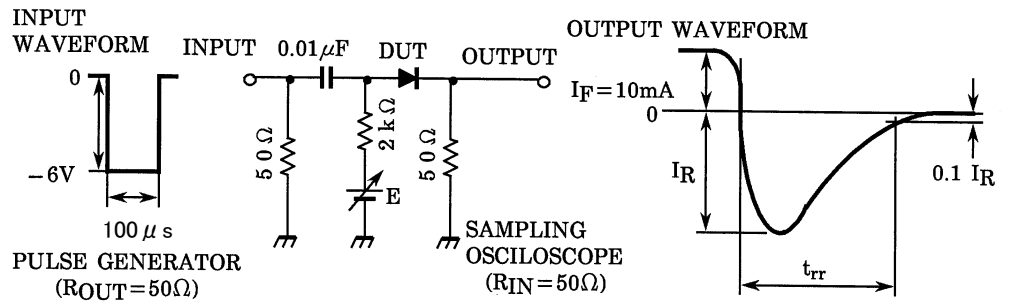 INPUT
WAVEFORM
0
−6V
100 μ s
PULSE GENERATOR
(ROUT=50Ω)
INPUT 0.01μF DUT OUTPUT
50Ω
2kΩ
E
50Ω
SAMPLING
OSCILOSCOPE
(RIN=50Ω)
OUTPUT WAVEFORM
IF=10mA
0
IR
0.1 IR
trr